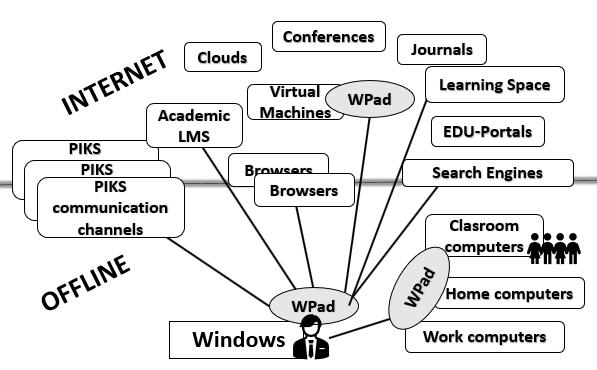 INTERNET
Conferences
Clouds
Journals
Virtual
Machines
WPad
Learning Space
Academic
LMS
EDU-Portals
PIKS
PIKS
PIKS
communication
channels
Browsers
Browsers
Search Engines
OFFLINE
Clasroom
computers
WPad
Home computers
Work computers
WPad
Windows